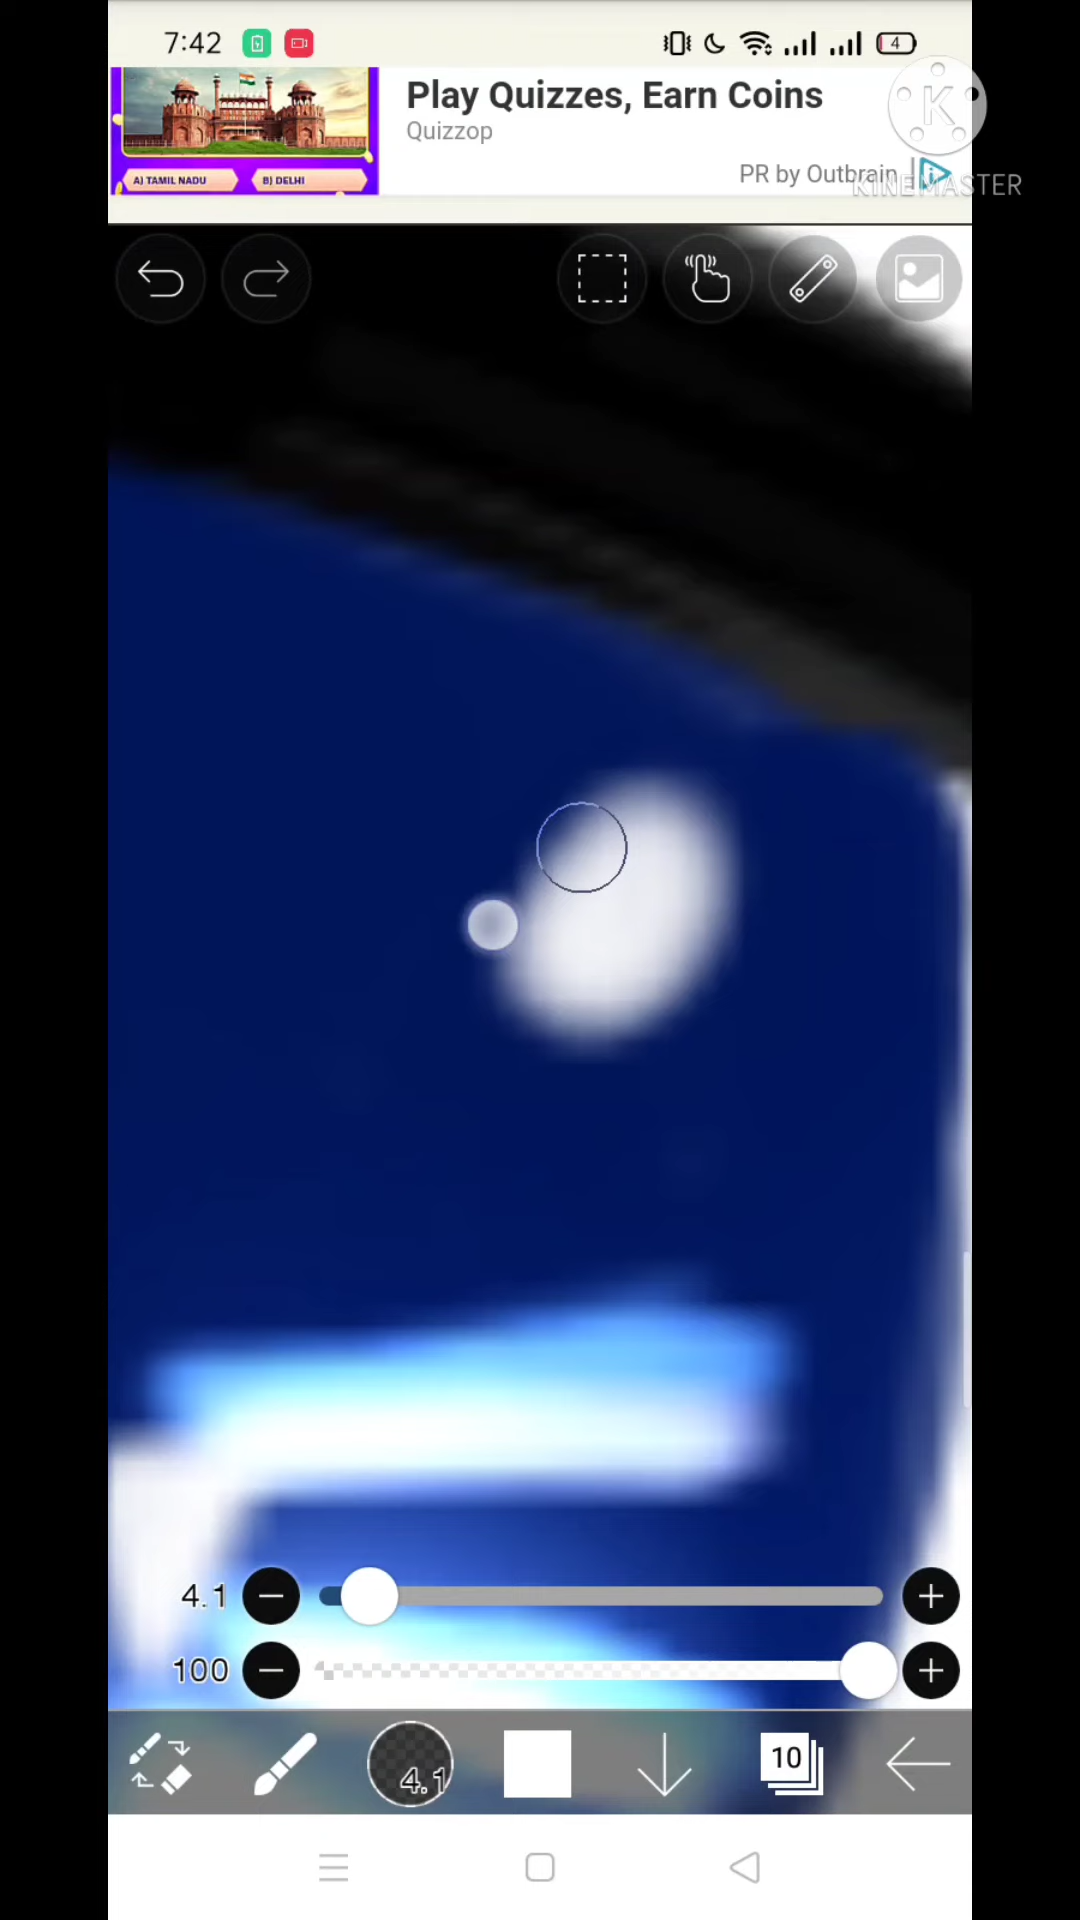 7:42
4
K
Play Quizzes, Earn Coins
Quizzop
A) TAMIL NADU
B) DELHI
PR by Outbrain
KINEMASTER
4.1
100
4.1
10